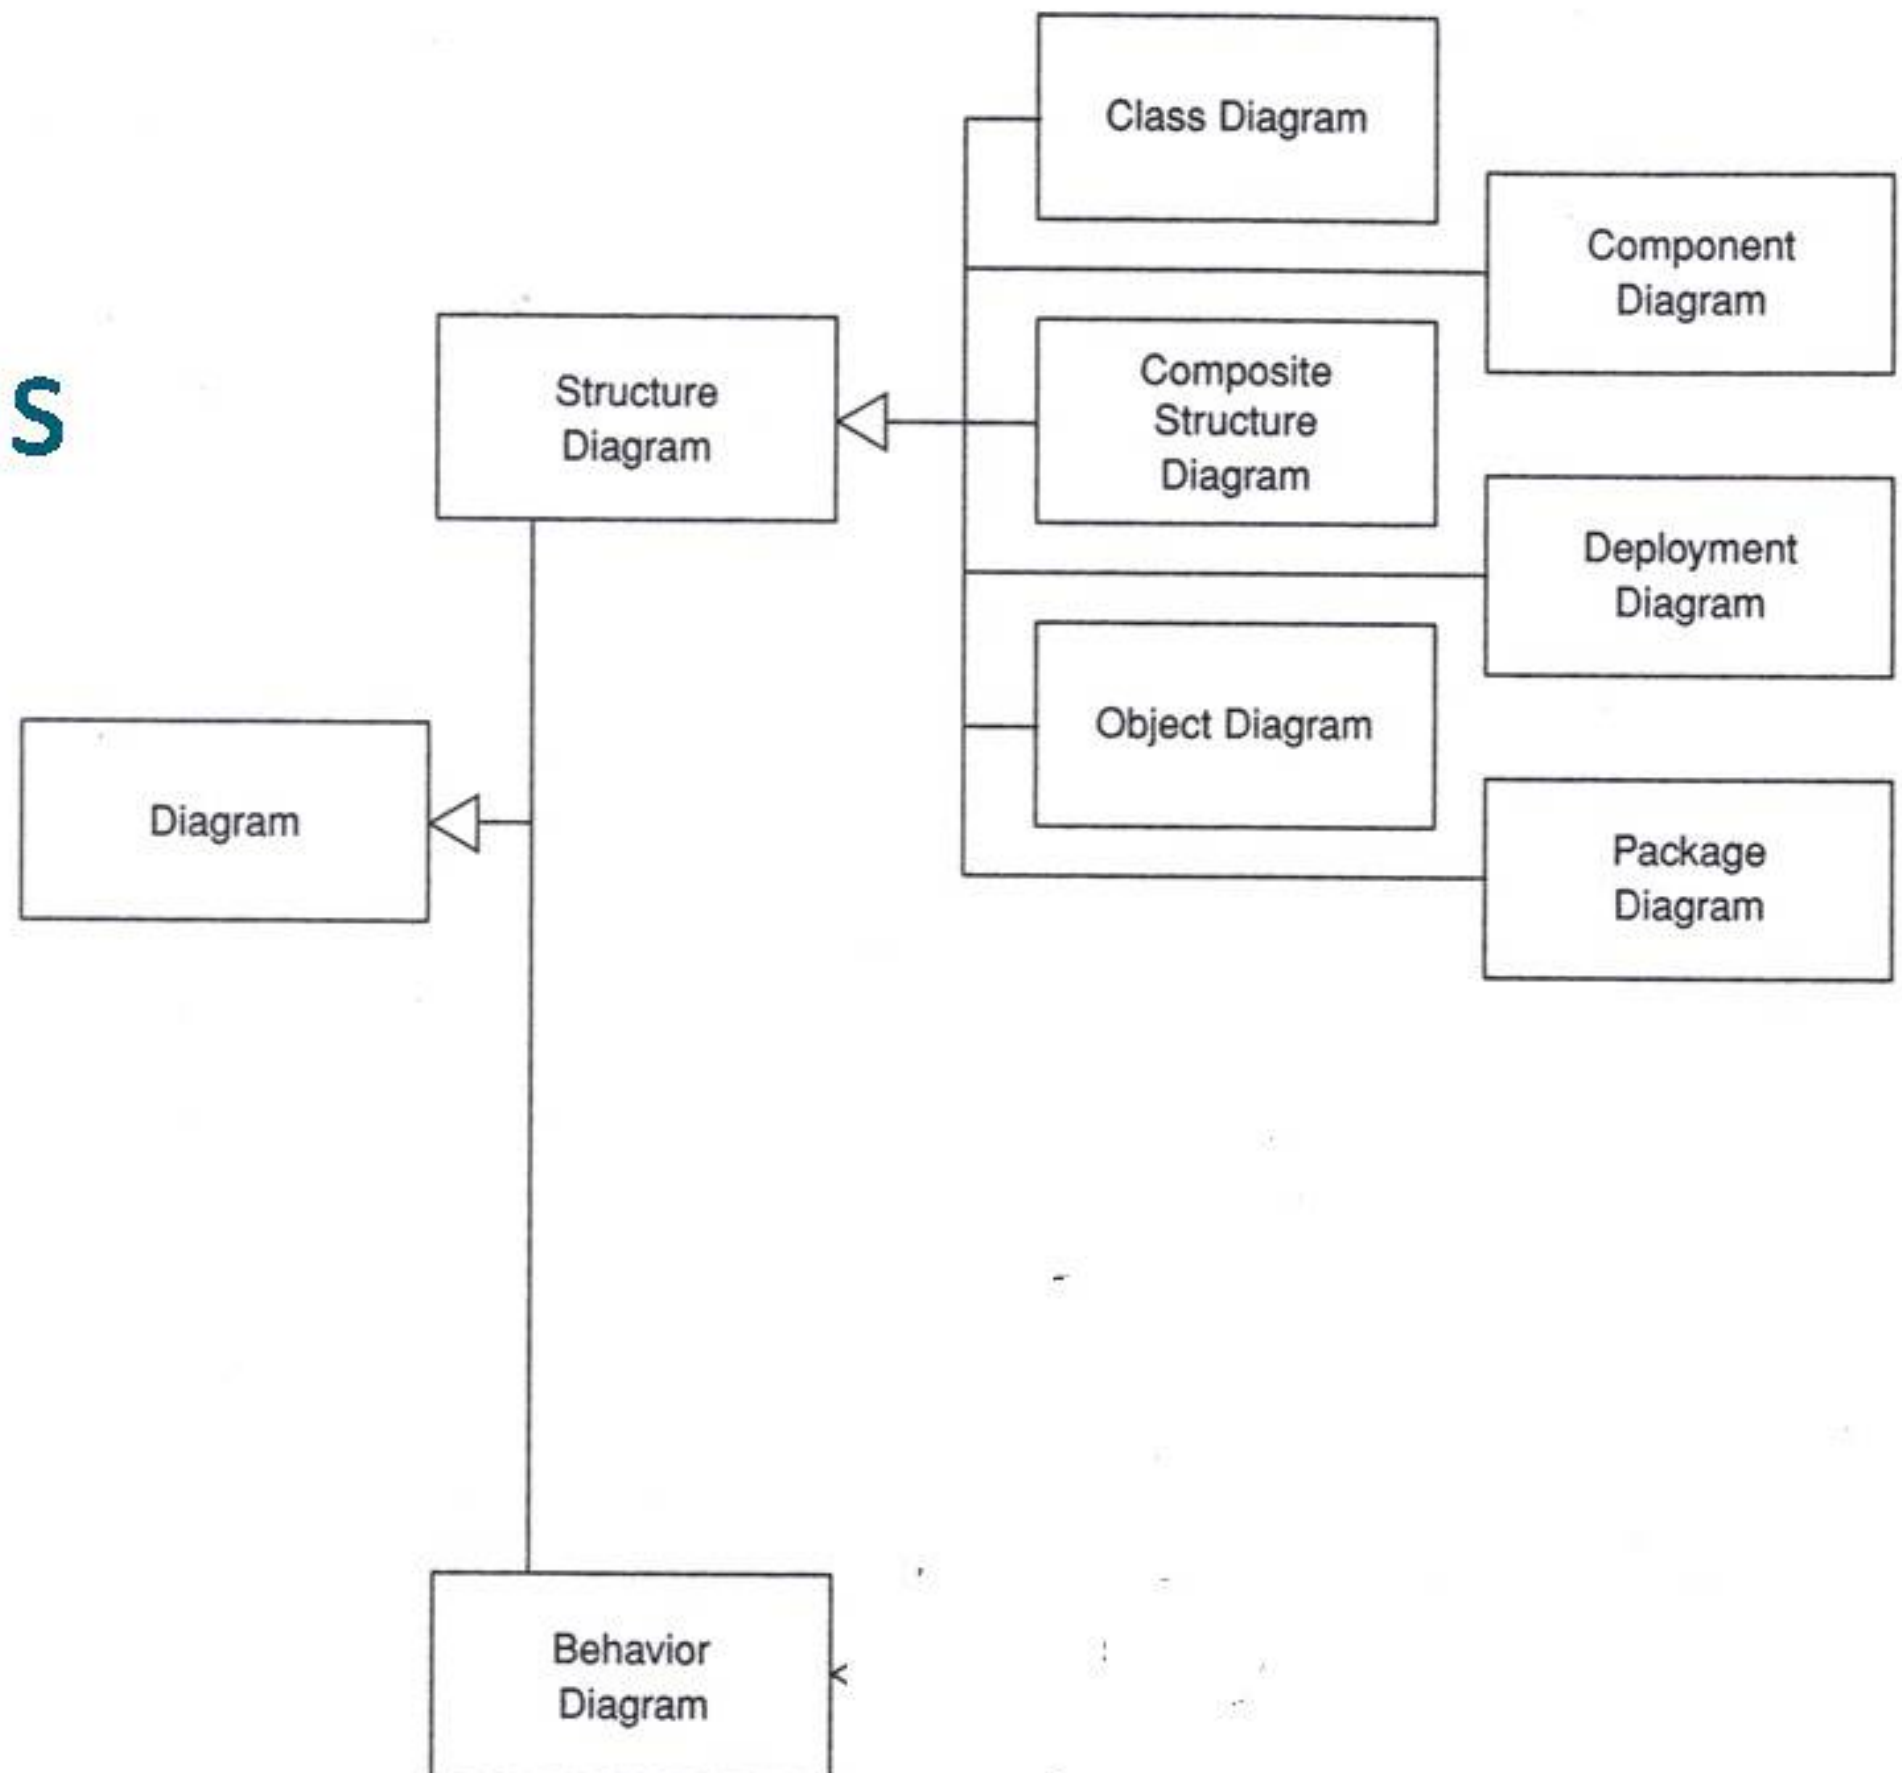 Class Diagram
Component
Diagram
S
Structure
Diagram
Composite
Structure
Diagram
Deployment
Diagram
Object Diagram
Diagram
Package
Diagram
Behavior
Diagram